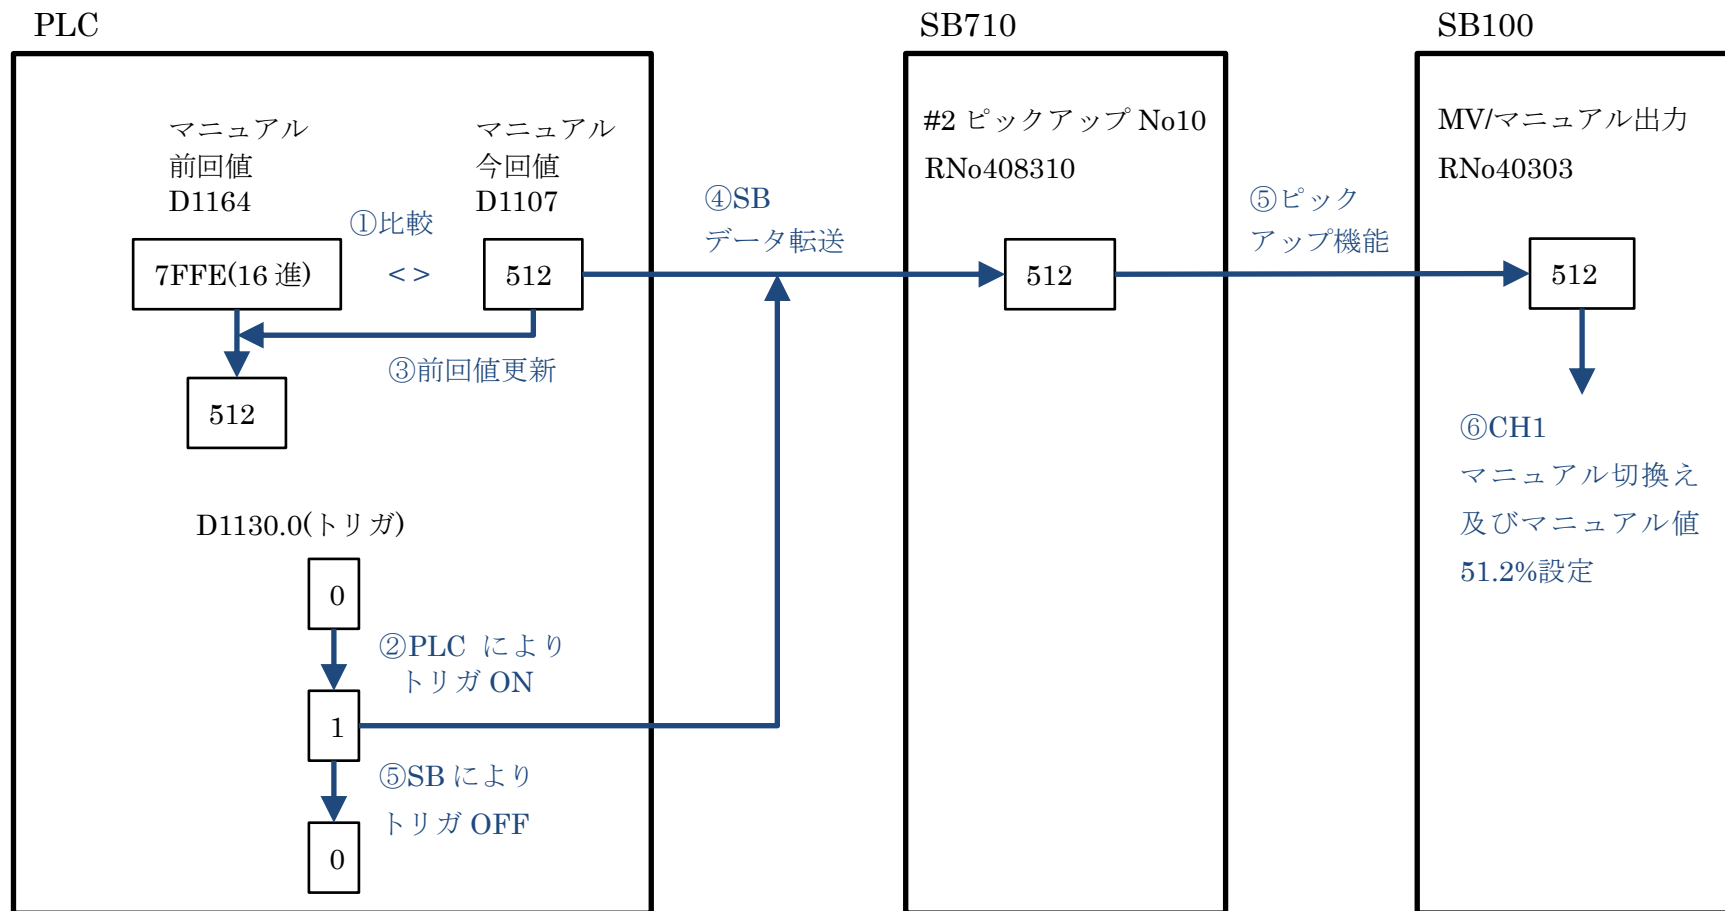 PLC
SB710
SB100
マニュアル
前回値
D1164
マニュアル
今回値
D1107
①比較
7FFE(16 進)
< >
512
③前回値更新
512
D1130.0(トリガ)
0
②PLC により
トリガ ON
1
⑤SB により
トリガ OFF
0
④SB
データ転送
#2 ピックアップ No10
RNo408310
512
⑤ピック
アップ機能
MV/マニュアル出力
RNo40303
512
⑥CH1
マニュアル切換え
及びマニュアル値
51.2%設定